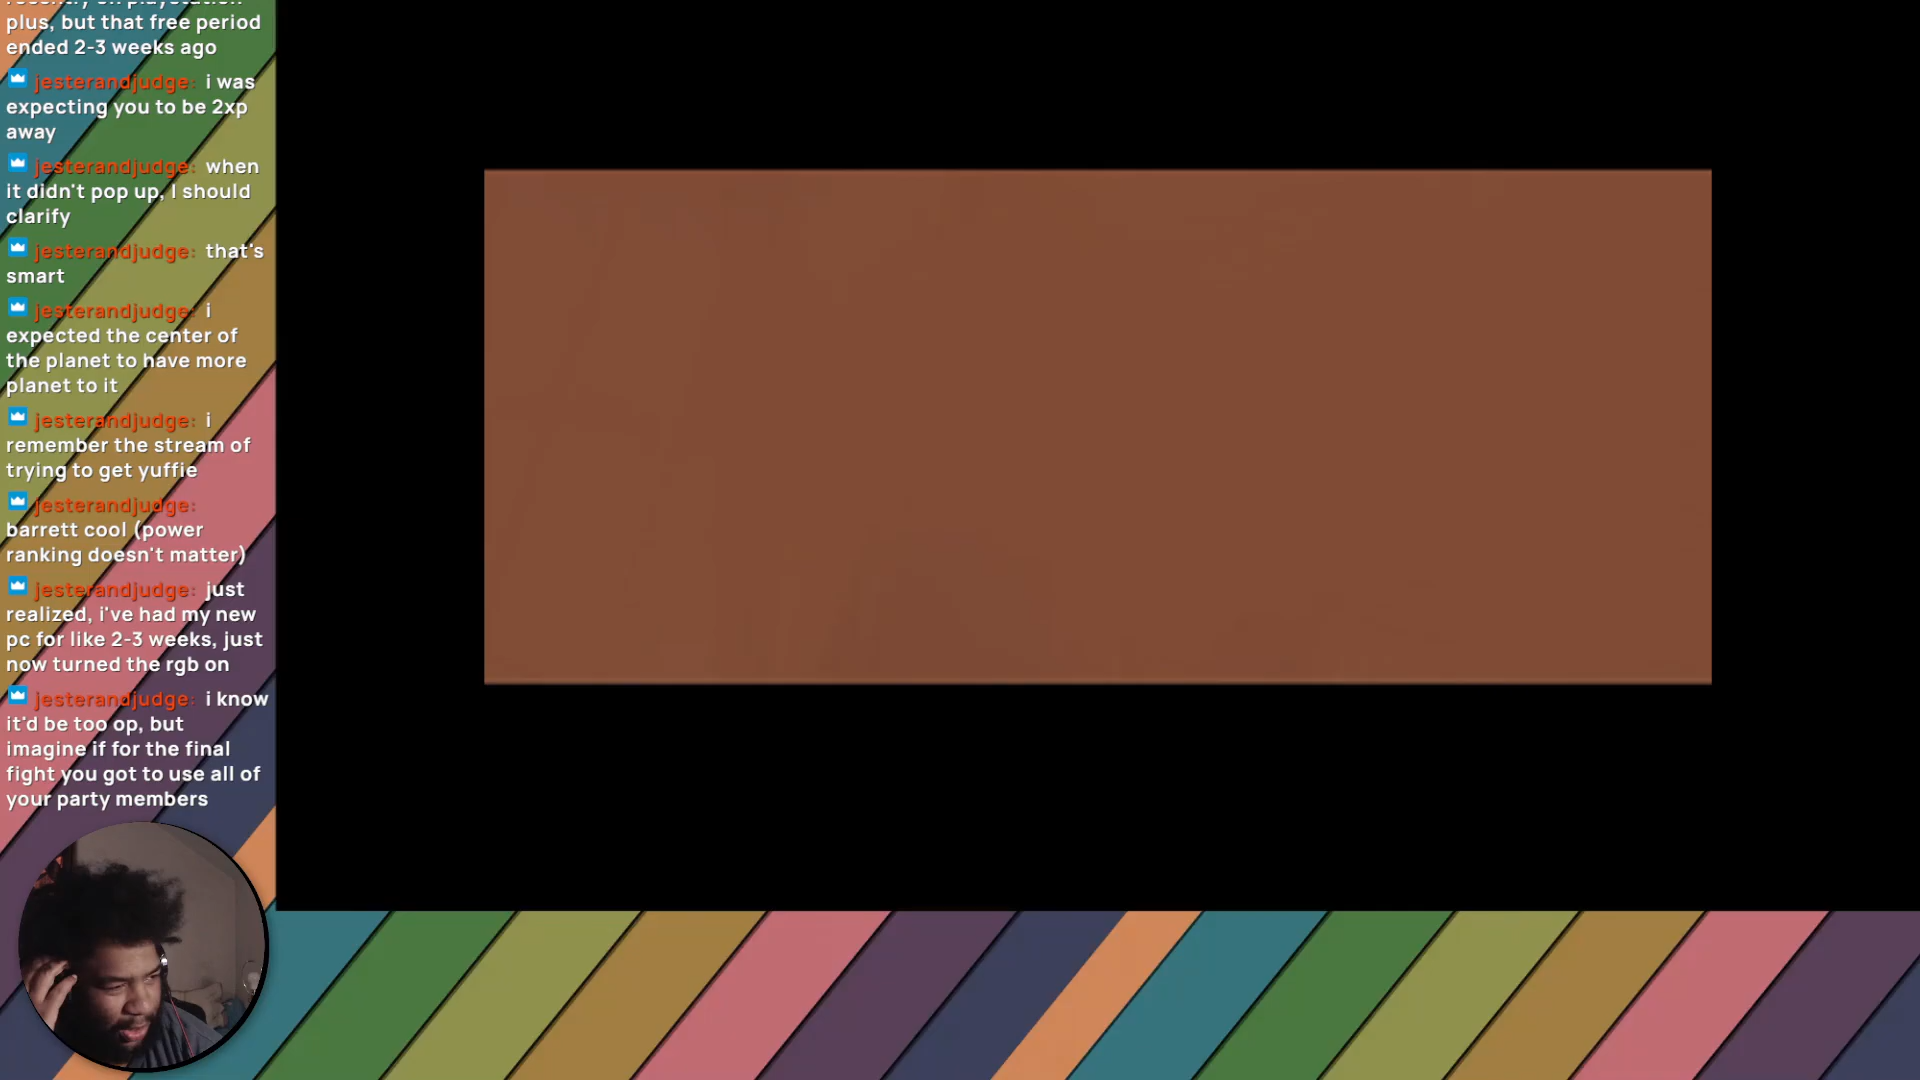 plus, but that free period
ended 2-3 weeks ago
jesterandjudge: i was
expecting you to be 2xp
away
jesterandjudge: when
it didn't pop up, I should
clarify
jesterandjudge: that's
smart
jesterandjudge: i
expected the center of
the planet to have more
planet to it
jesterandjudge: i
remember the stream of
trying to get yuffie
jesterandjudge:
barrett cool (power
ranking doesn't matter)
jesterandjudge: just
realized, i've had my new
pc for like 2-3 weeks, just
now turned the rgb on
jesterandjudge: i know
it'd be too op, but
imagine if for the final
fight you got to use all of
your party members